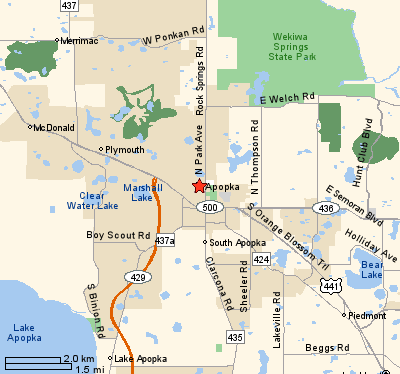 437
W Ponkan Rd
Merrimac
Wekiwa
Springs
State Park
Rock Springs Rd
E Welch Rd
McDonald
Plymouth
N Park Ave
N Thompson Rd
Hunt Club Blvd
Marshall
Lake
Apopka
Clear
Water Lake
500
436
E Semoran Blvd
S Orange Blossom Trl
Boy Scout Rd
437a
South Apopka
Holliday Ave
424
Bear
Lake
429
Clarcona Rd
Sheeler Rd
441
S Binion Rd
Lakeville Rd
Piedmont
Lake
Apopka
435
Beggs Rd
2.0 km
1.5 mi
Lake Apopka